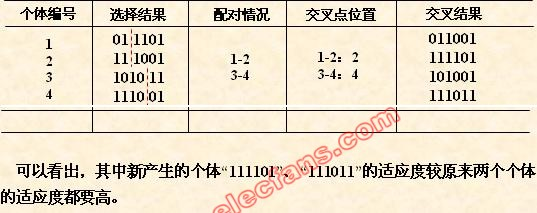 个体编号 选择结果 配对情况 交叉点位置 交叉结果
1 01 1101 011001
2 11 1001 1-2 1-2：2 111101
3 1010 11 3-4 3-4：4 101001
4 1110 01 111011
可以看出，其中新产生的个体“111101”、“111011”的适应度较原来两个个体
的适应度都要高。
elecfans.com